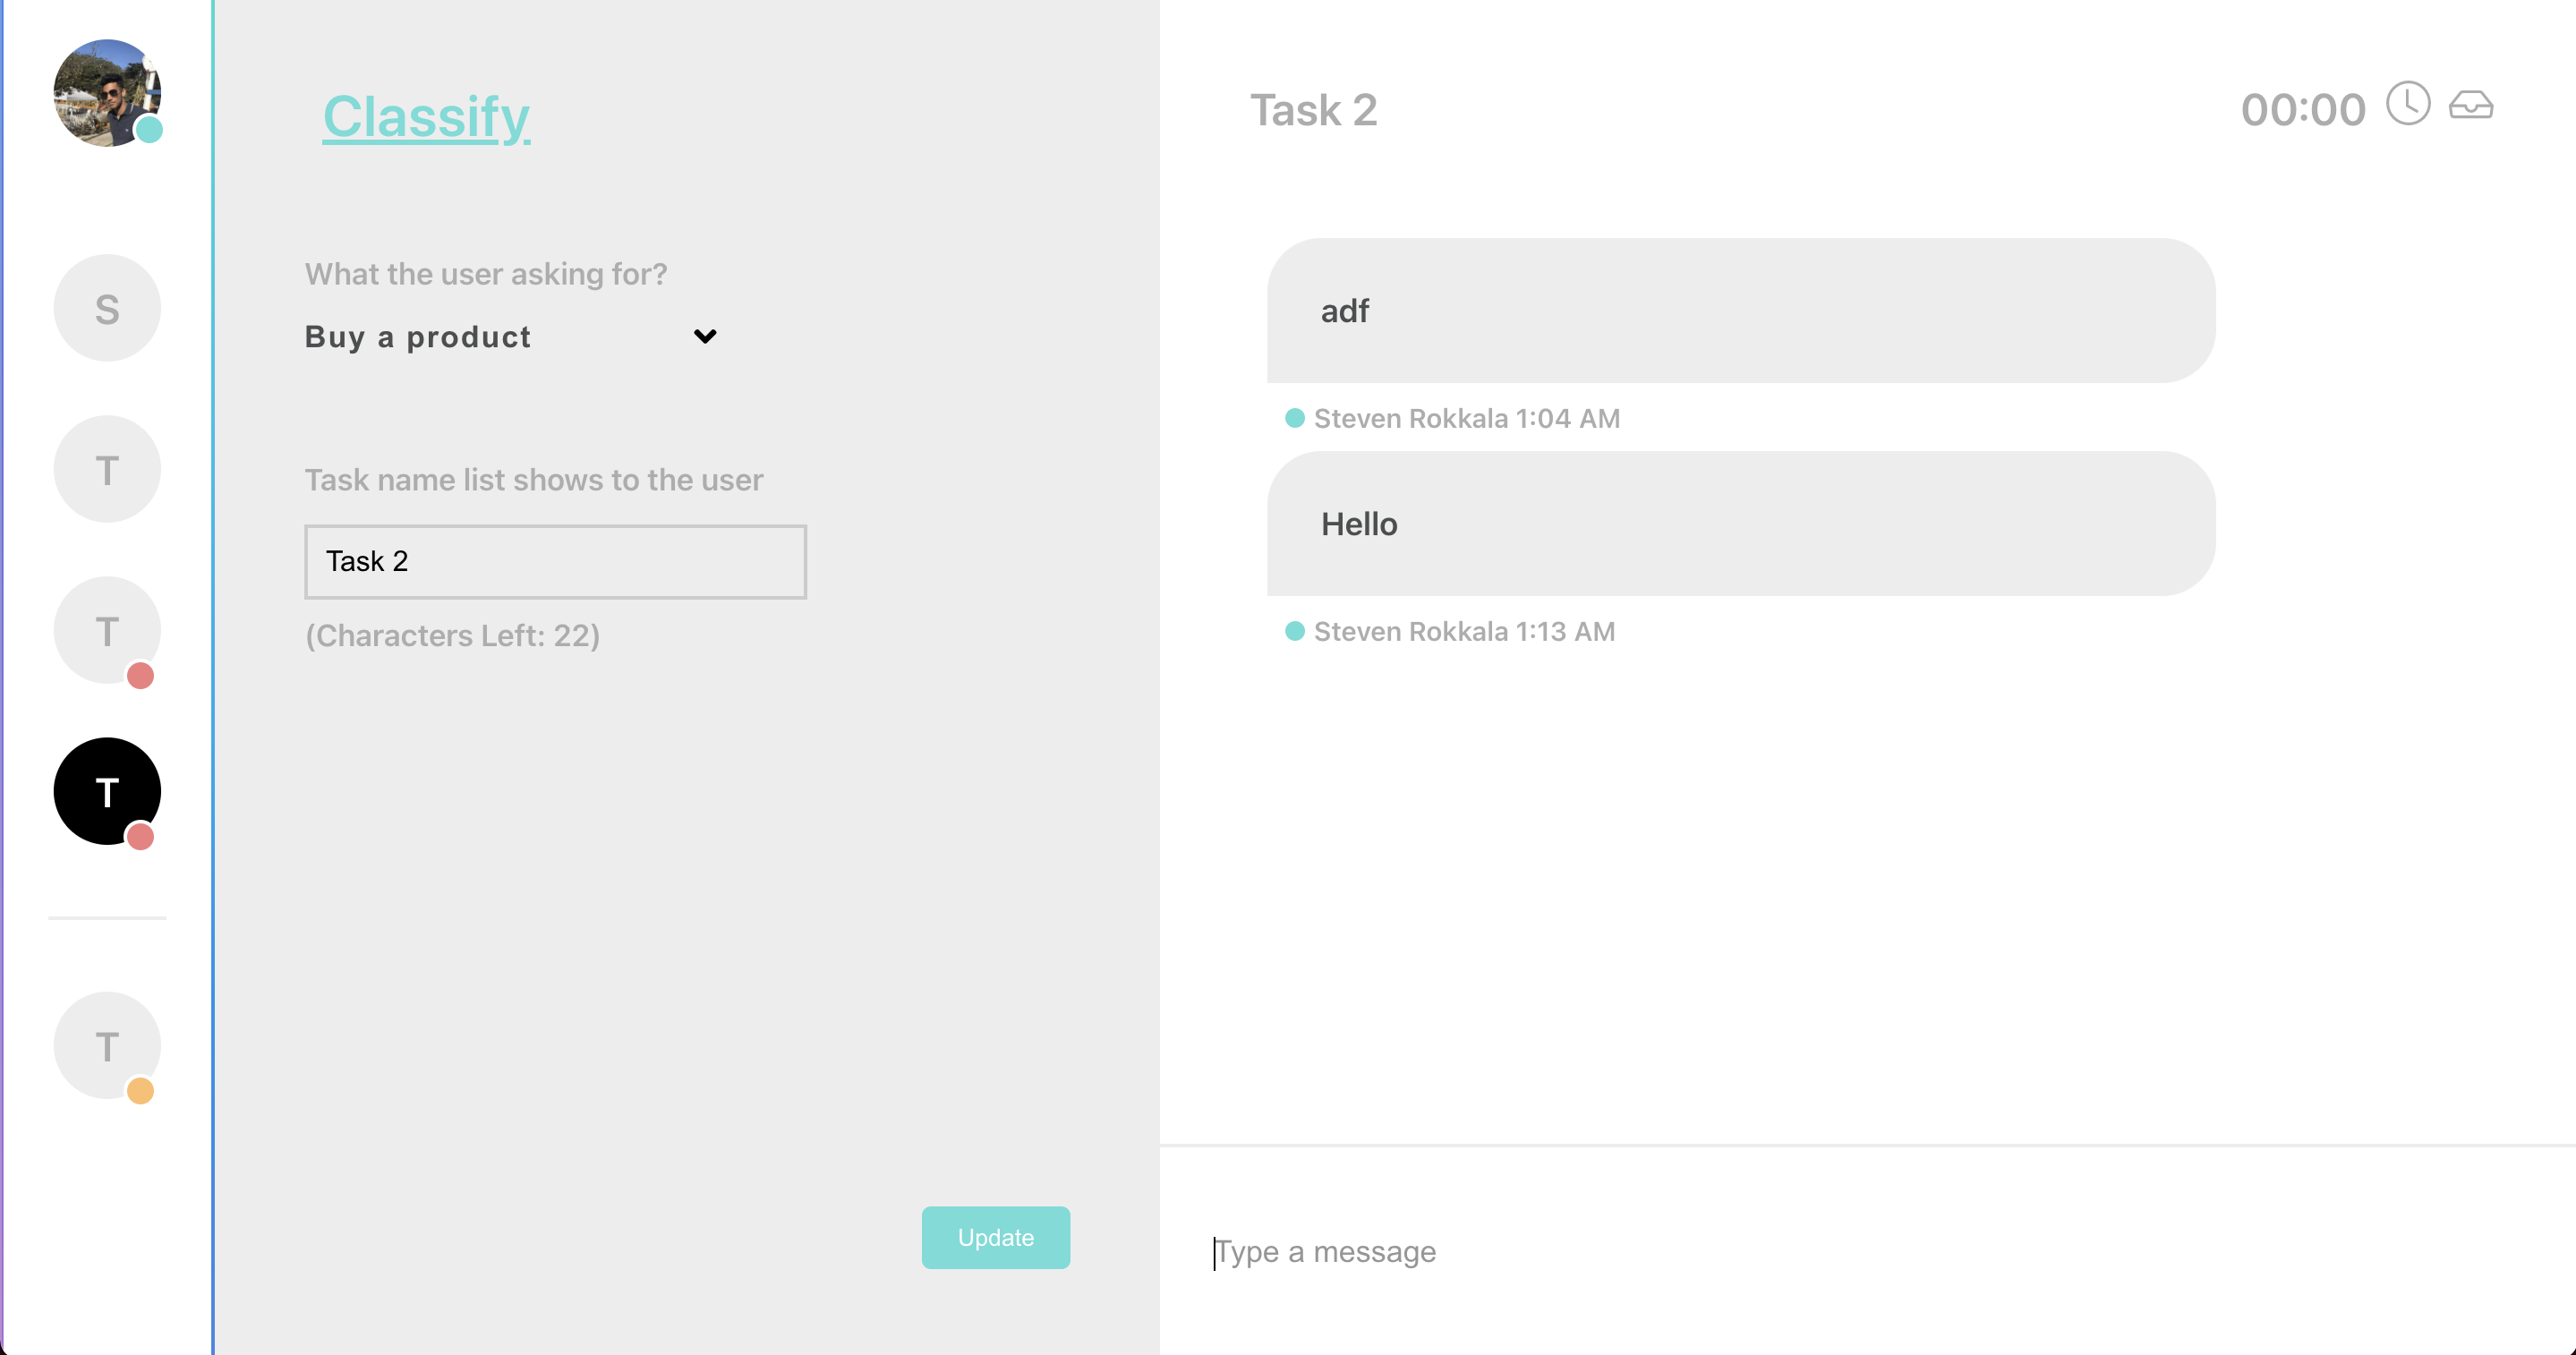 S
T
T
T
T
Classify
What the user asking for?
Buy a product
Task name list shows to the user
Task 2
(Characters Left: 22)
Update
Task 2
00:00
adf
Steven Rokkala 1:04 AM
Hello
Steven Rokkala 1:13 AM
Type a message